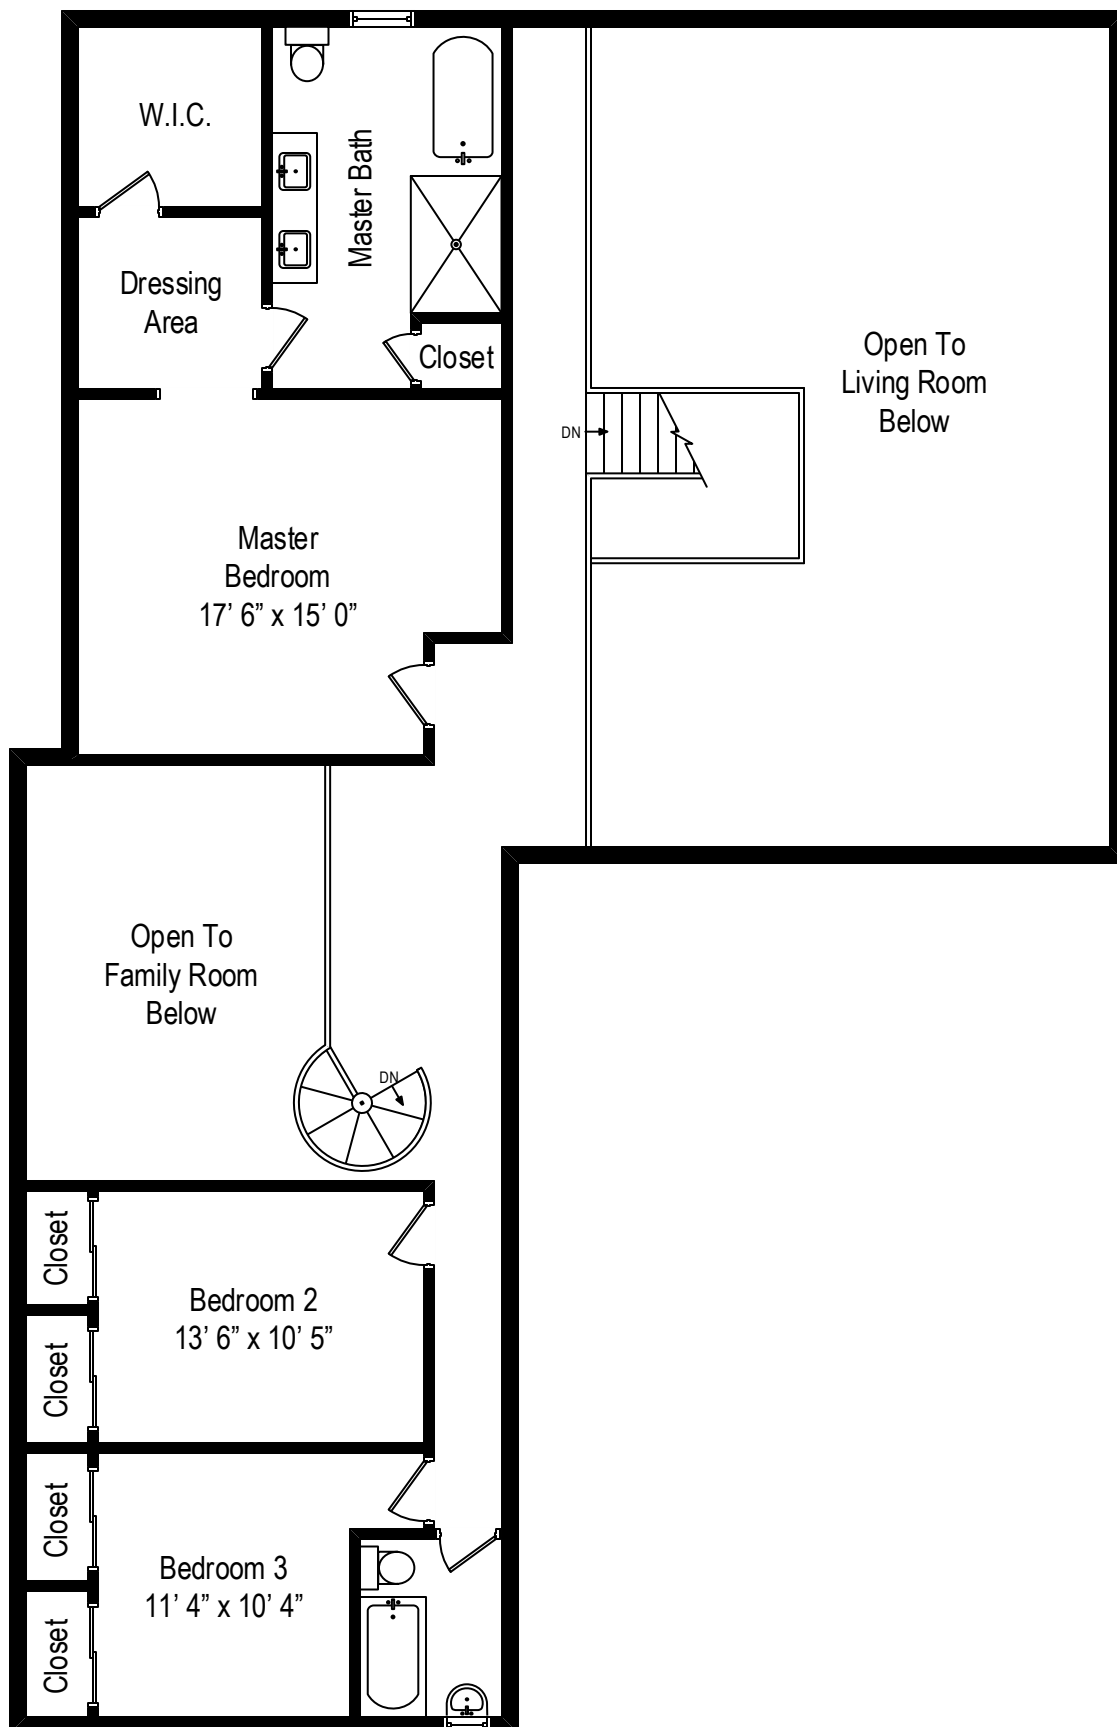 W.I.C.
Master Bath
Dressing
Area
Closet
Open To
Living Room
Below
DN
Master
Bedroom
17’ 6” x 15’ 0”
Open To
Family Room
Below
DN
Closet
Bedroom 2
13’ 6” x 10’ 5”
Closet
Closet
Bedroom 3
11’ 4” x 10’ 4”
Closet